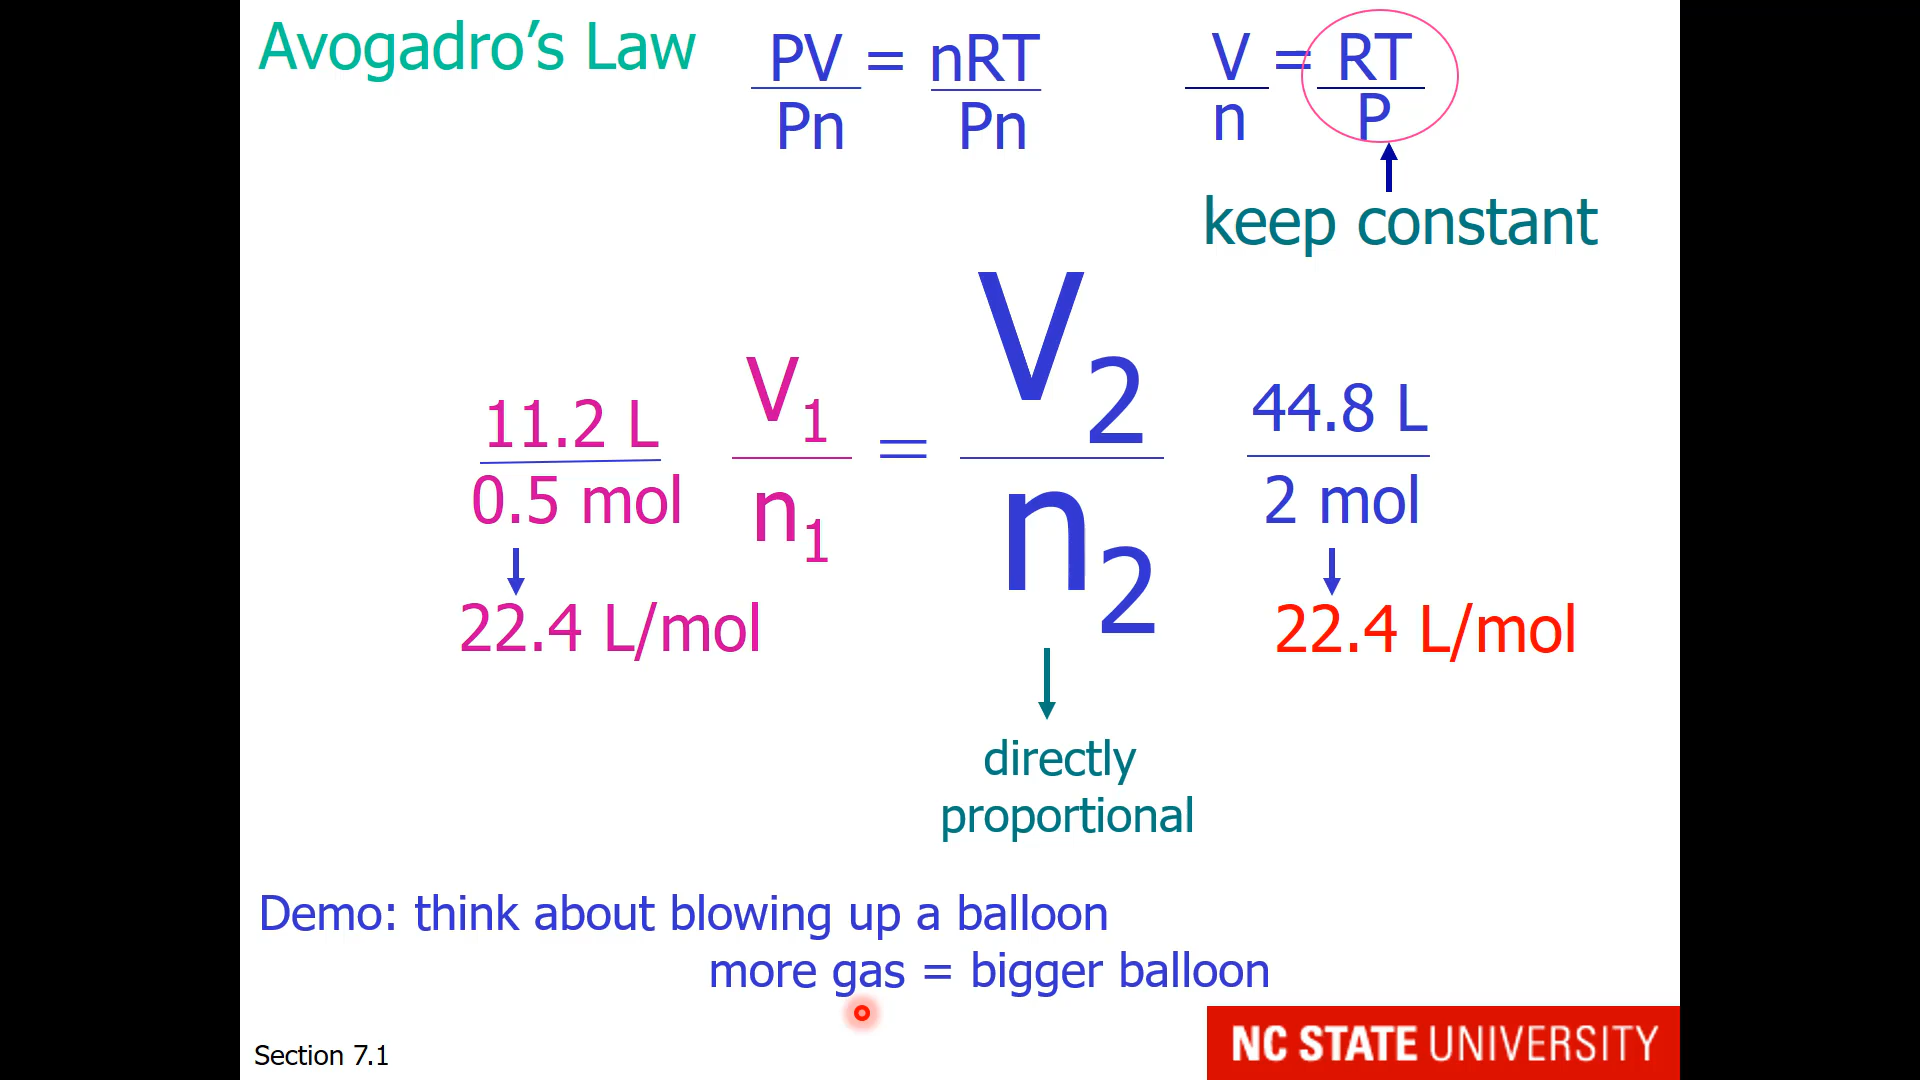 Avogadro’s Law
PV = nRT
Pn Pn
V = RT
n P
keep constant
11.2 L
0.5 mol
22.4 L/mol
V1 = V2
n1 n2
44.8 L
2 mol
22.4 L/mol
directly
proportional
Demo: think about blowing up a balloon
more gas = bigger balloon
Section 7.1
NC STATE UNIVERSITY